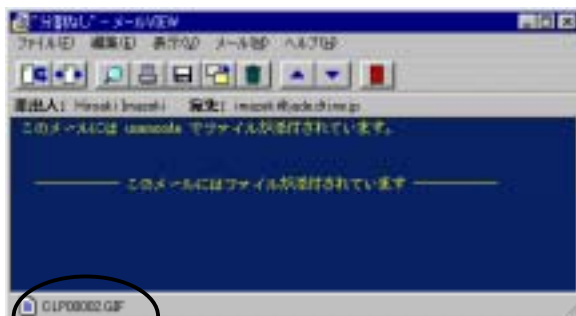 "分割なし" - メールVIEW
ファイル(F) 編集(E) 表示(V) メール(M) ヘルプ(H)
差出人: Hiroaki Imazeki 宛先:
このメールには uuencode でファイルが添付されています。
このメールにはファイルが添付されています
CLP00002.GIF